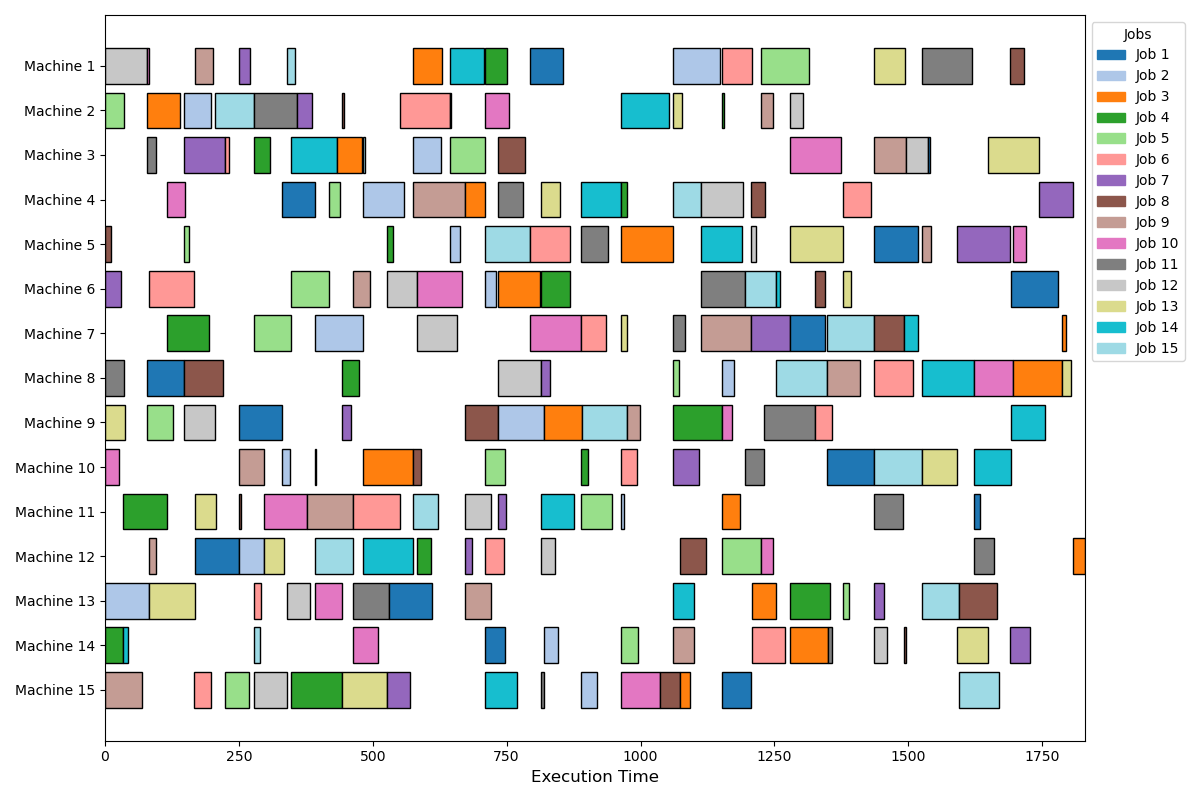 Machine 1
Machine 2
Machine 3
Machine 4
Machine 5
Machine 6
Machine 7
Machine 8
Machine 9
Machine 10
Machine 11
Machine 12
Machine 13
Machine 14
Machine 15
0 250 500 750 1000 1250 1500 1750
Execution Time
Jobs
Job 1
Job 2
Job 3
Job 4
Job 5
Job 6
Job 7
Job 8
Job 9
Job 10
Job 11
Job 12
Job 13
Job 14
Job 15